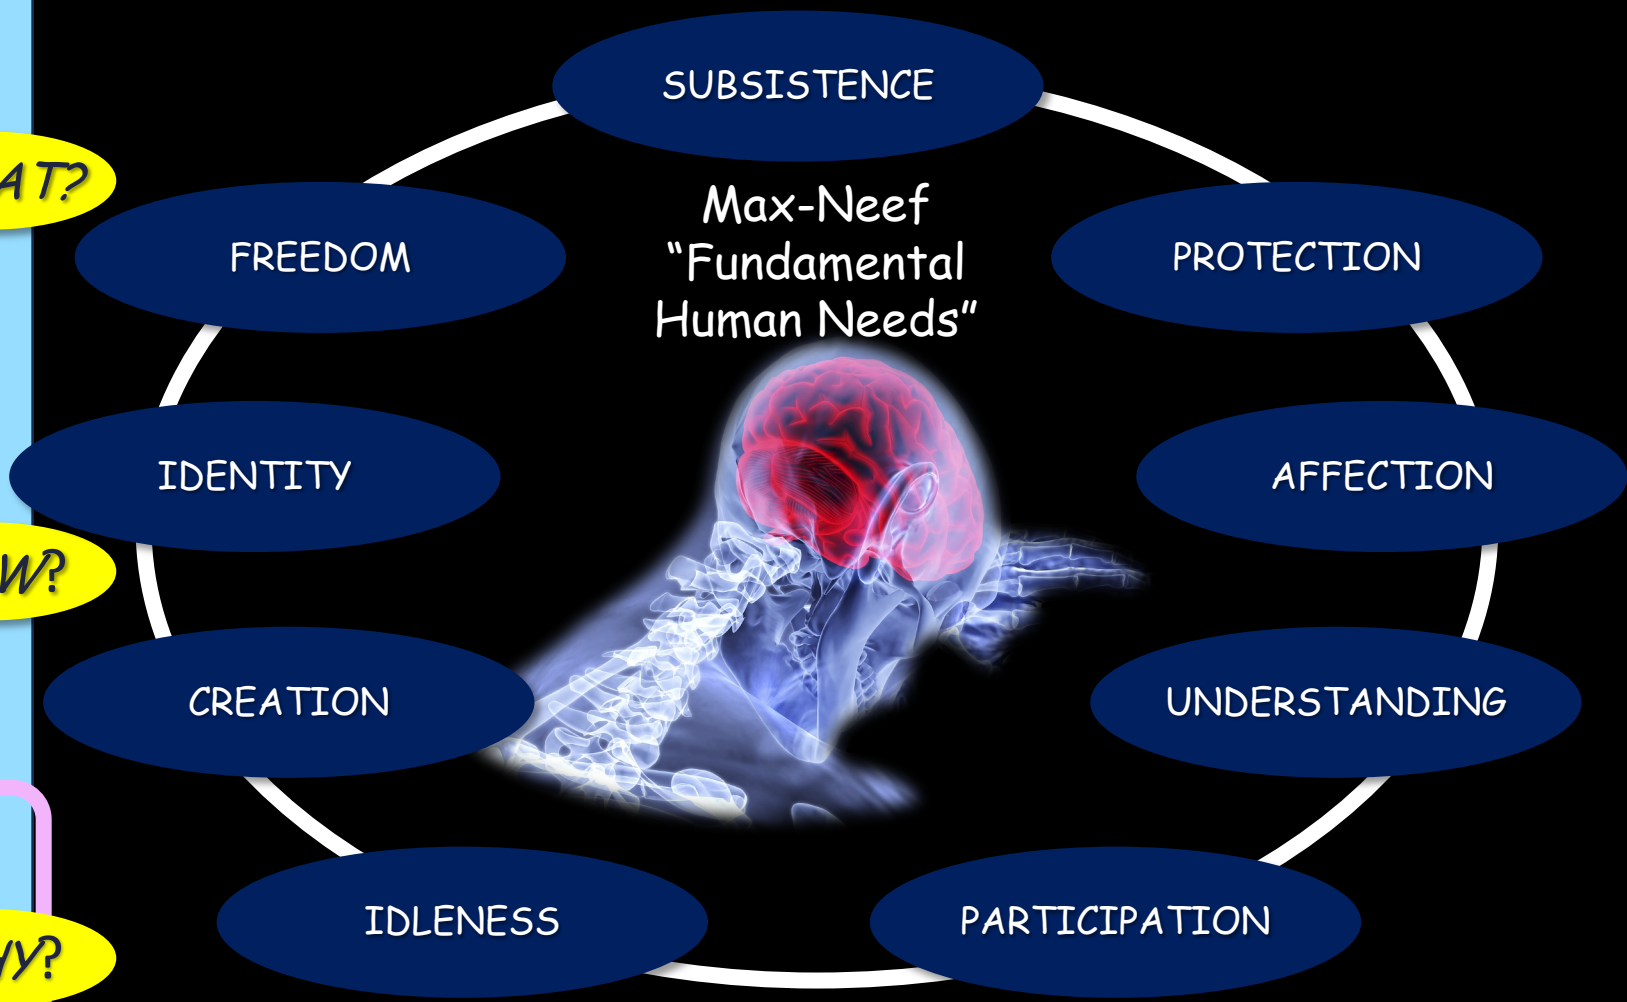 SUBSISTENCE
Max-Neef
“Fundamental
Human Needs”
FREEDOM
PROTECTION
IDENTITY
AFFECTION
CREATION
UNDERSTANDING
IDLENESS
PARTICIPATION